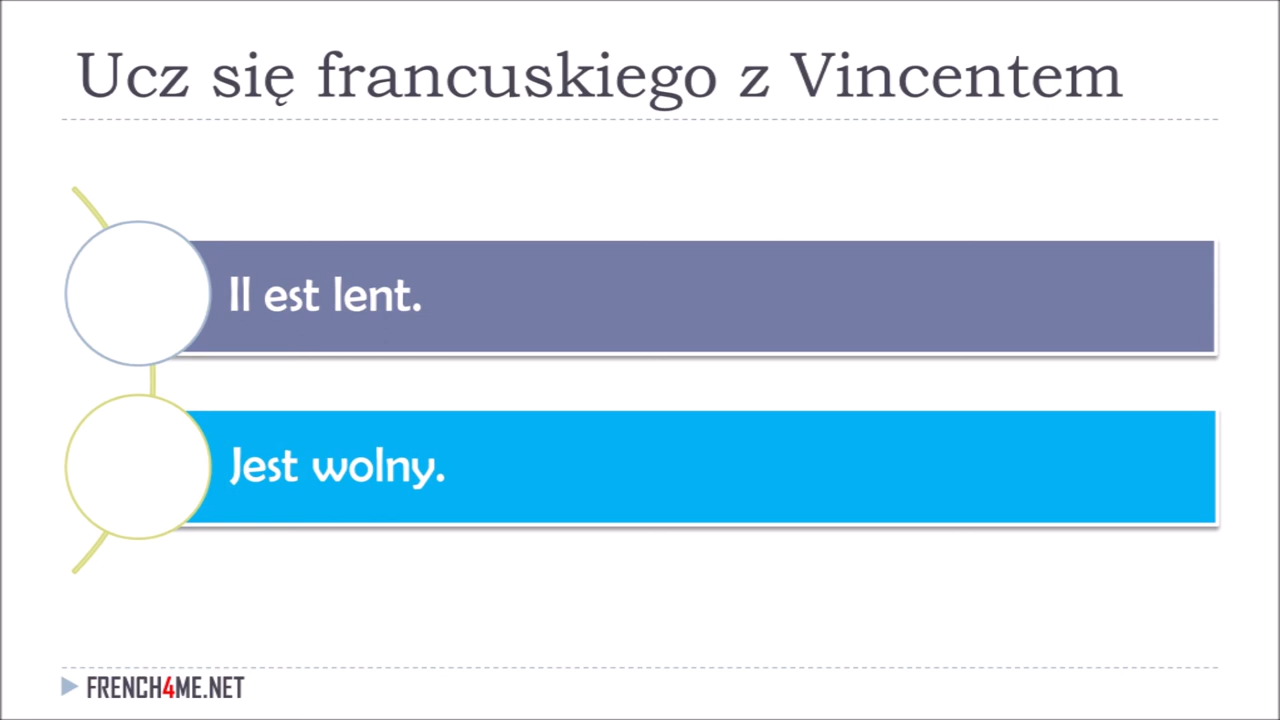 Ucz się francuskiego z Vincentem
Il est lent.
Jest wolny.
FRENCH4ME.NET